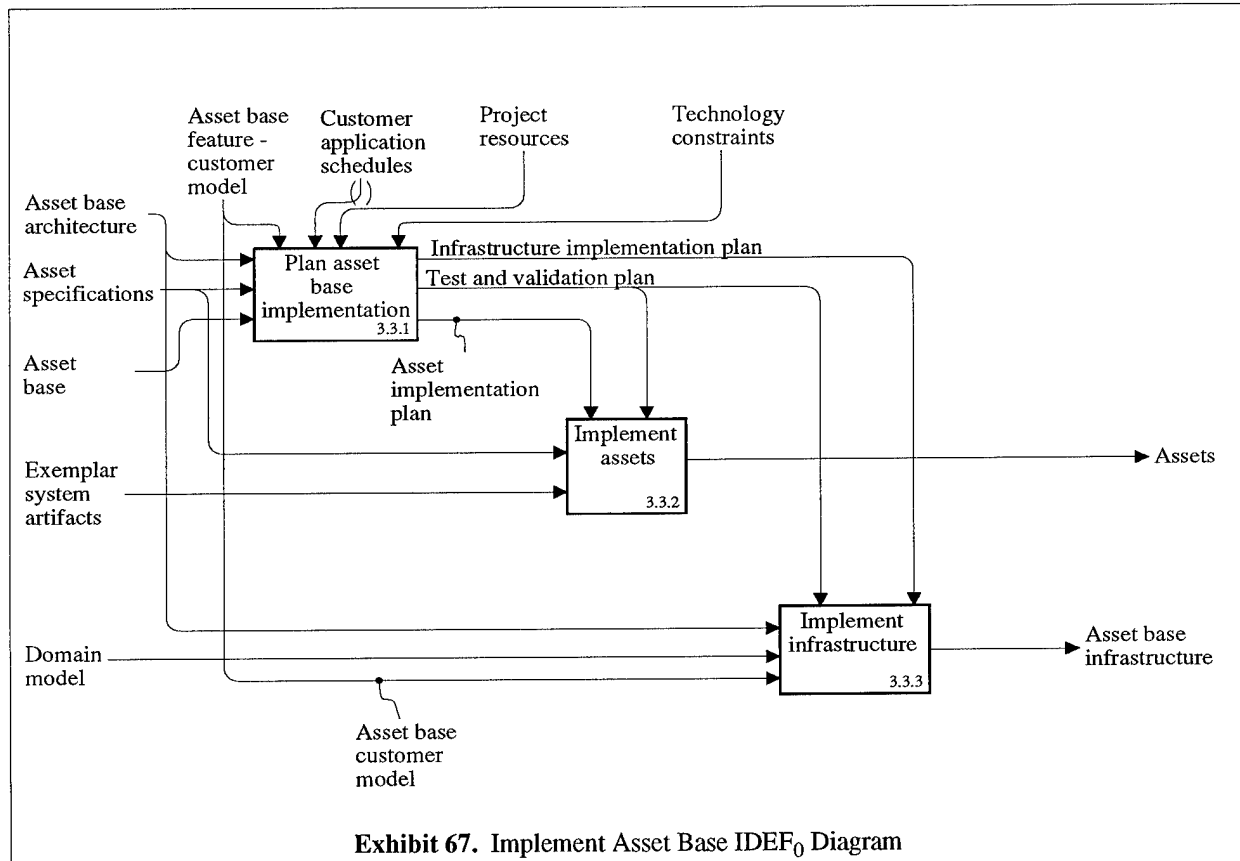 Asset base
feature -
customer
model
Customer
application
schedules
( )
Project
resources
Technology
constraints
Asset base
architecture
Asset
specifications
Asset
base
Plan asset
base
implementation
3.3.1
Infrastructure implementation plan
Test and validation plan
Asset
implementation
plan
Implement
assets
3.3.2
Assets
Exemplar
system
artifacts
Implement
infrastructure
3.3.3
Asset base
infrastructure
Domain
model
Asset base
customer
model
Exhibit 67. Implement Asset Base IDEF0 Diagram